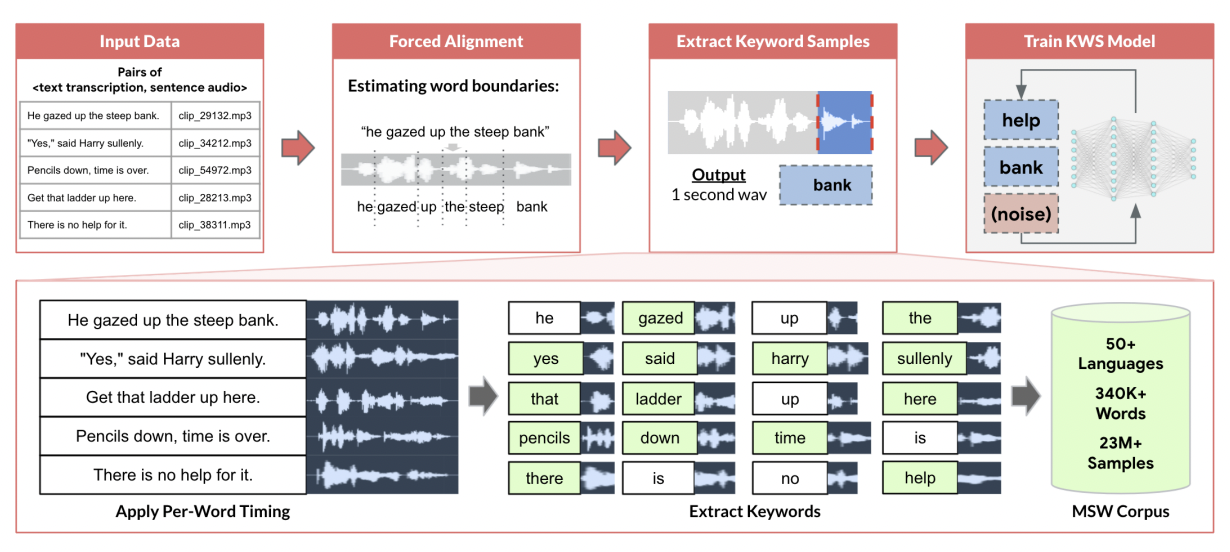 Input Data
Pairs of
<text transcription, sentence audio>
He gazed up the steep bank. clip_29132.mp3
"Yes," said Harry sullenly. clip_34212.mp3
Pencils down, time is over. clip_54972.mp3
Get that ladder up here. clip_28213.mp3
There is no help for it. clip_38311.mp3
Forced Alignment
Estimating word boundaries:
“he gazed up the steep bank”
he gazed up the steep bank
Extract Keyword Samples
Output
1 second wav
bank
Train KWS Model
help
bank
(noise)
He gazed up the steep bank.
"Yes," said Harry sullenly.
Get that ladder up here.
Pencils down, time is over.
There is no help for it.
Apply Per-Word Timing
he gazed up the
yes said harry sullenly
that ladder up here
pencils down time is
there is no help
Extract Keywords
50+
Languages
340K+
Words
23M+
Samples
MSW Corpus